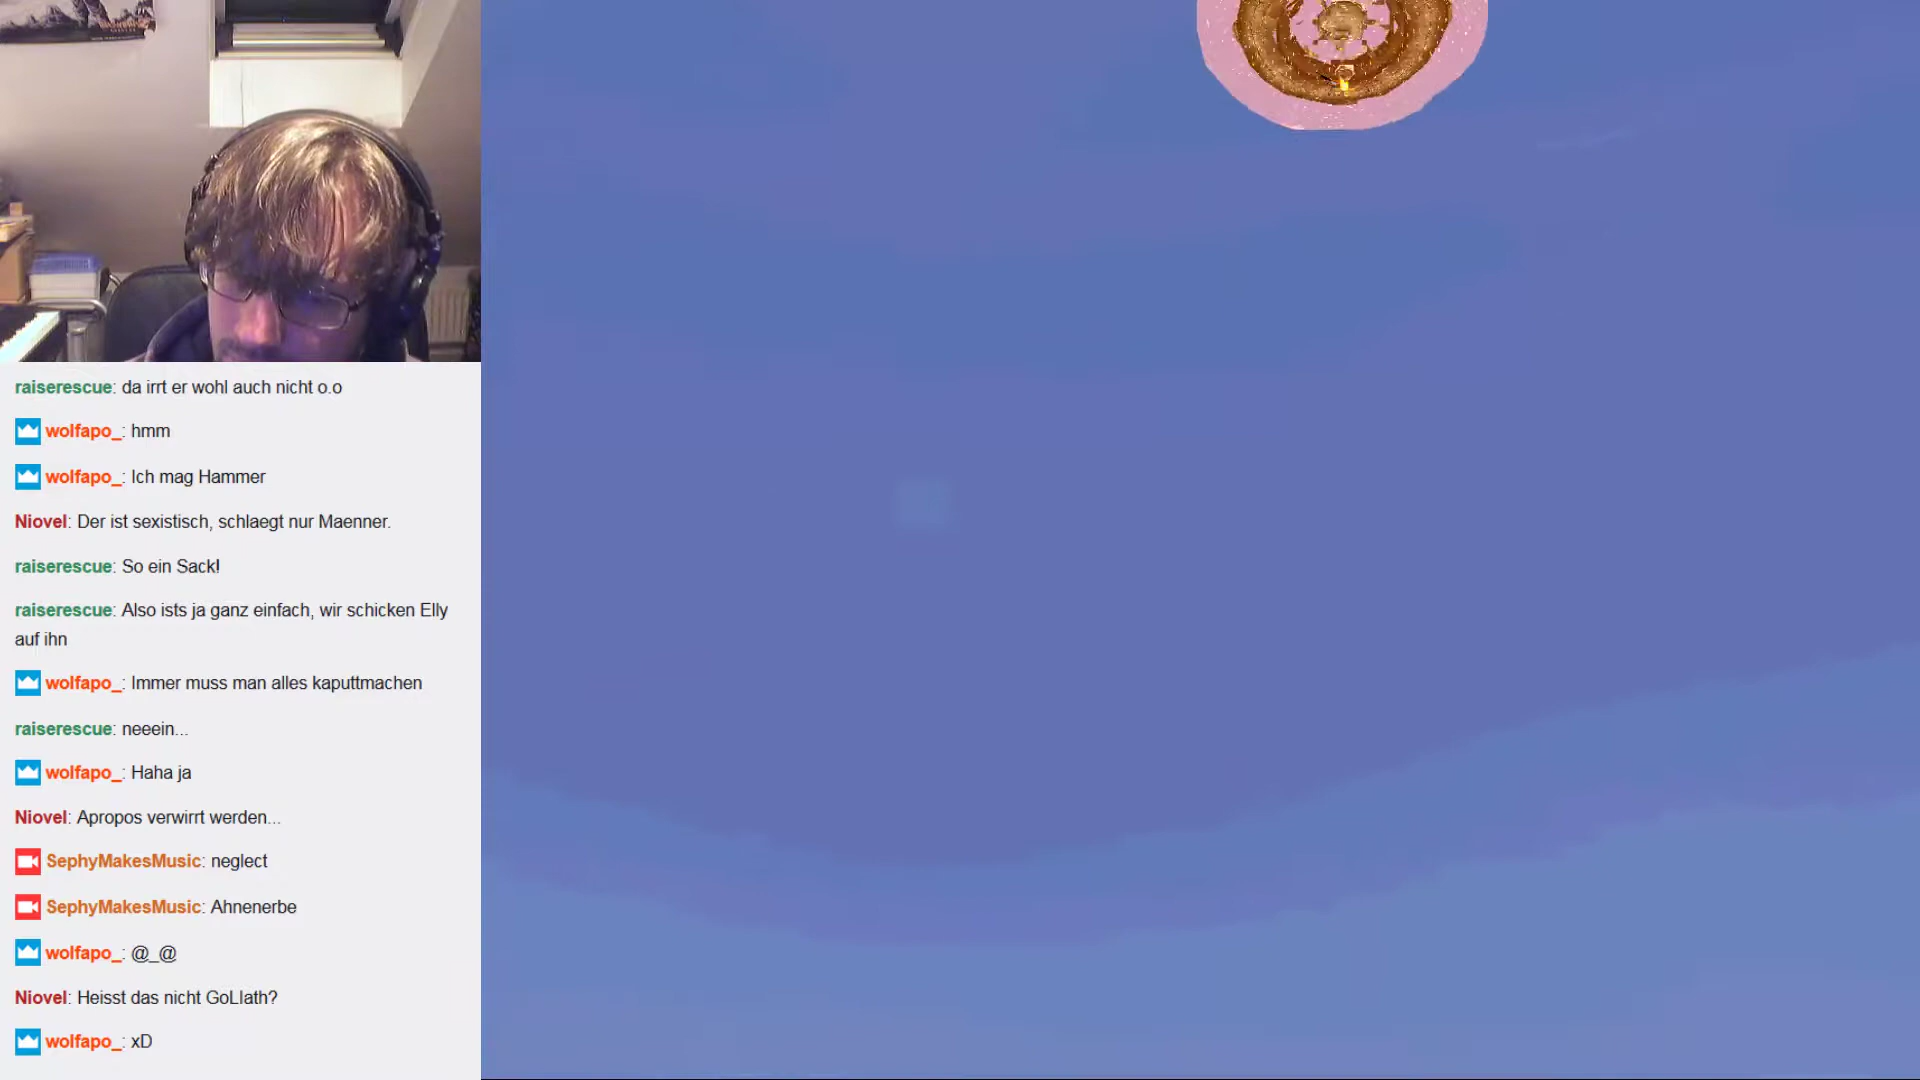 raiserescue: da irrt er wohl auch nicht o.o
wolfapo_: hmm
wolfapo_: Ich mag Hammer
Niovel: Der ist sexistisch, schlaegt nur Maenner.
raiserescue: So ein Sack!
raiserescue: Also ists ja ganz einfach, wir schicken Elly
auf ihn
wolfapo_: Immer muss man alles kaputtmachen
raiserescue: neeein...
wolfapo_: Haha ja
Niovel: Apropos verwirrt werden...
SephyMakesMusic: neglect
SephyMakesMusic: Ahnenerbe
wolfapo_: @_@
Niovel: Heisst das nicht GoLIath?
wolfapo_: xD